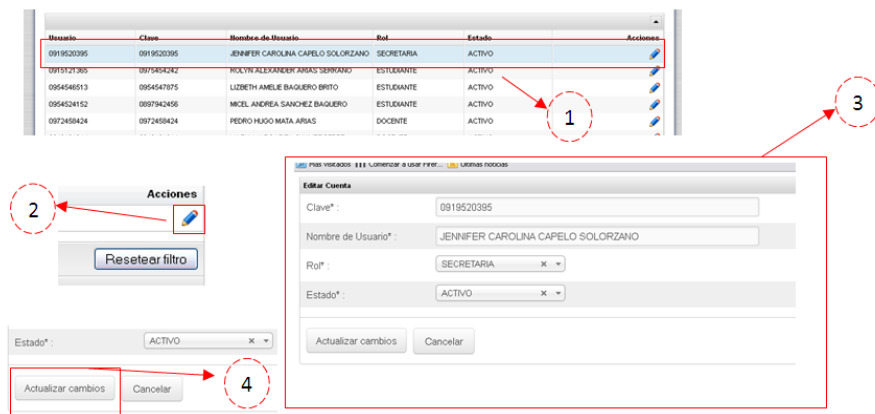 Usuario Clave Nombre de Usuario Rol Estado Acciones
0919520395 0919520395 JENNIFER CAROLINA CAPELO SOLORZANO SECRETARIA ACTIVO
0915121365 0975454242 ROLYN ALEXANDER ARIAS SERRANO ESTUDIANTE ACTIVO
0954546513 0954547875 LIZBETH AMELIE BAQUERO BRITO ESTUDIANTE ACTIVO
0954524152 0897942456 MICEL ANDREA SANCHEZ BAQUERO ESTUDIANTE ACTIVO
0972458424 0972458424 PEDRO HUGO MATA ARIAS DOCENTE ACTIVO
1
3
Acciones
2
Resetear filtro
Más visitados Comenzar a usar Firef... Últimas noticias
Editar Cuenta
Clave* : 0919520395
Nombre de Usuario* : JENNIFER CAROLINA CAPELO SOLORZANO
Rol* : SECRETARIA
Estado* : ACTIVO
Actualizar cambios Cancelar
Estado* : ACTIVO
Actualizar cambios Cancelar
4